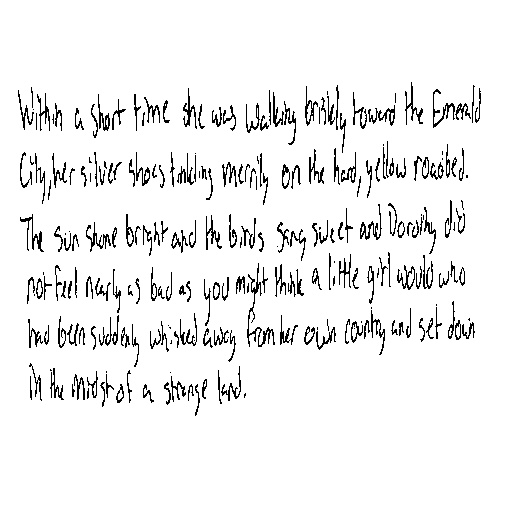 Within a short time she was walking briskly toward the Emerald
City, her silver shoes tinkling merrily on the hard, yellow roadbed.
The sun shone bright and the birds sang sweet and Dorothy did
not feel nearly as bad as you might think a little girl would who
had been suddenly whisked away from her own country and set down
in the midst of a strange land.